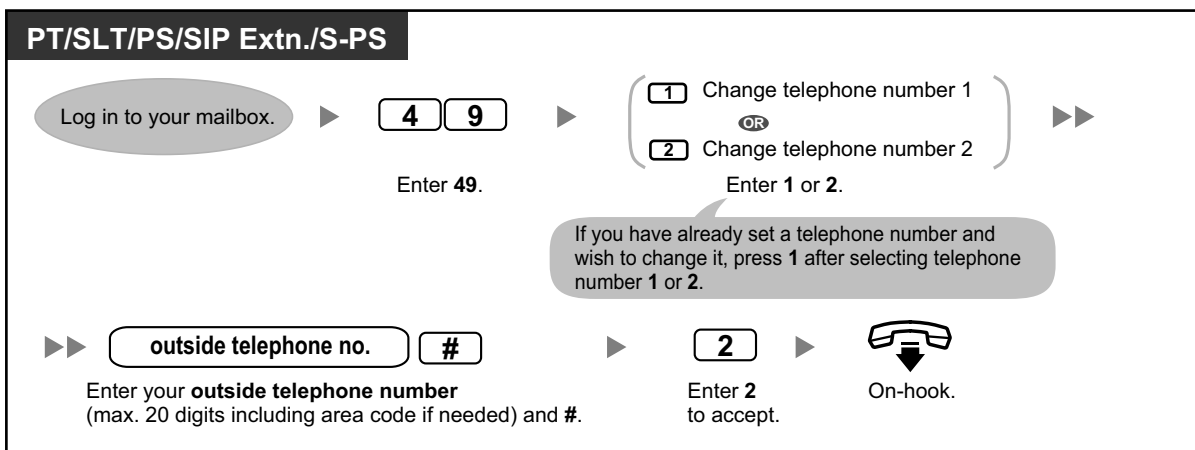 PT/SLT/PS/SIP Extn./S-PS
Log in to your mailbox.
4 9
Enter 49.
1 Change telephone number 1
OR
2 Change telephone number 2
Enter 1 or 2.
If you have already set a telephone number and
wish to change it, press 1 after selecting telephone
number 1 or 2.
outside telephone no. #
Enter your outside telephone number
(max. 20 digits including area code if needed) and #.
2
Enter 2
to accept.
On-hook.